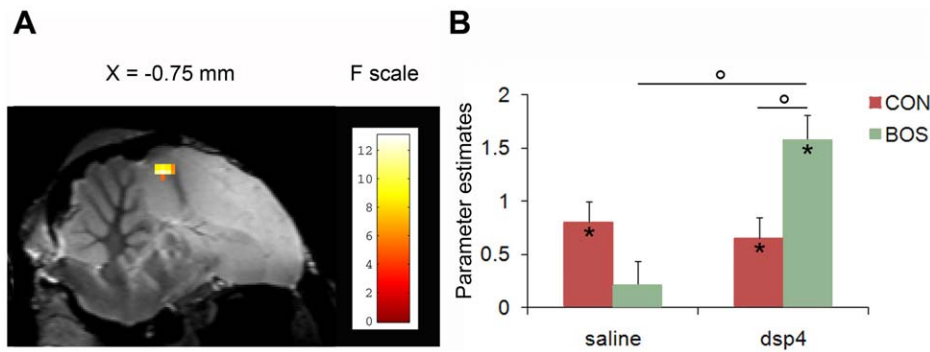 A
X = -0.75 mm
F scale
12
10
8
6
4
2
0
B
Parameter estimates
2
1.5
1
0.5
0
*
*
*
saline
dsp4
CON
BOS